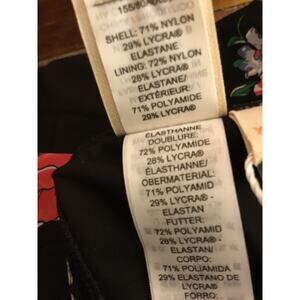 SHELL: 71% NYLON
29% LYCRA®
ELASTANE
LINING: 72% NYLON
28% LYCRA®
ELASTANE/
EXTÉRIEUR:
71% POLYAMIDE
29% LYCRA®
ÉLASTHANNE
DOUBLURE:
72% POLYAMIDE
28% LYCRA®
ÉLASTHANNE/
OBERMATERIAL:
71% POLYAMID
29% LYCRA® -
ELASTAN
FUTTER:
72% POLYAMID
28% LYCRA® -
ELASTAN/
CORPO:
71% POLIAMIDA
29% ELASTANO DE
LYCRA®
FORRO: